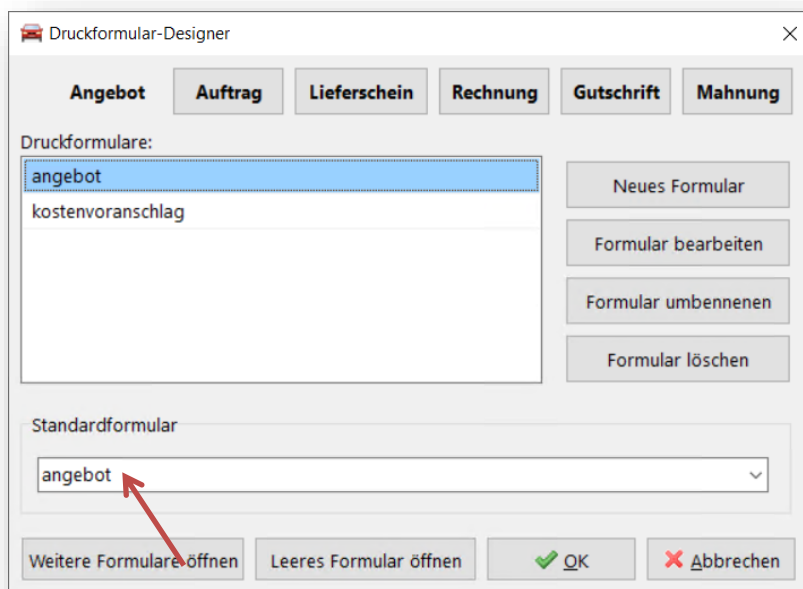 Druckformular-Designer
Angebot Auftrag Lieferschein Rechnung Gutschrift Mahnung
Druckformulare:
angebot
kostenvoranschlag
Neues Formular
Formular bearbeiten
Formular umbennenen
Formular löschen
Standardformular
angebot
Weitere Formulare öffnen Leeres Formular öffnen OK Abbrechen